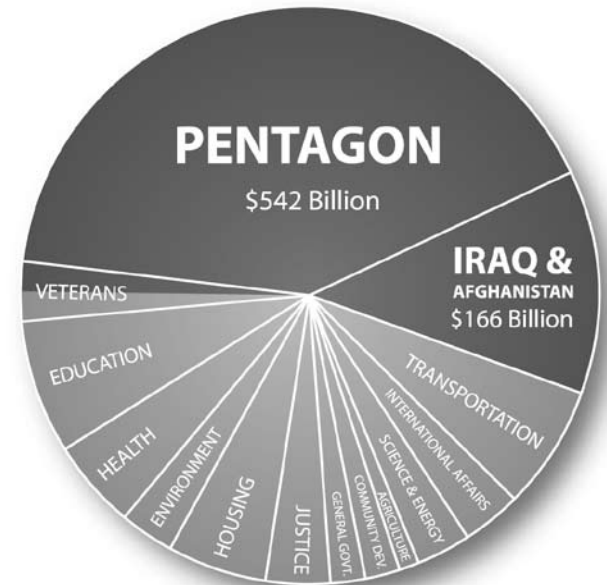 PENTAGON
$542 Billion
IRAQ &
AFGHANISTAN
$166 Billion
VETERANS
EDUCATION
HEALTH
ENVIRONMENT
HOUSING
JUSTICE
GENERAL GOVT.
COMMUNITY DEV.
AGRICULTURE
SCIENCE & ENERGY
INTERNATIONAL AFFAIRS
TRANSPORTATION